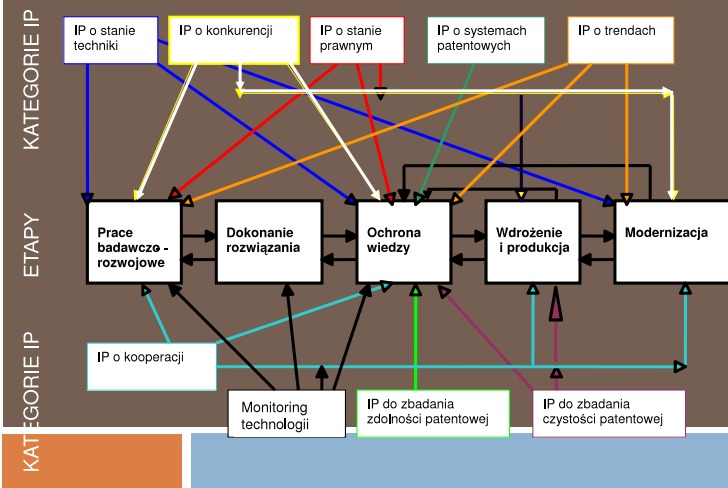 KATEGORIE IP
IP o stanie
techniki
IP o konkurencji
IP o stanie
prawnym
IP o systemach
patentowych
IP o trendach
ETAPY
Prace
badawczo -
rozwojowe
Dokonanie
rozwiązania
Ochrona
wiedzy
Wdrożenie
i produkcja
Modernizacja
KATEGORIE IP
IP o kooperacji
Monitoring
technologii
IP do zbadania
zdolności patentowej
IP do zbadania
czystości patentowej